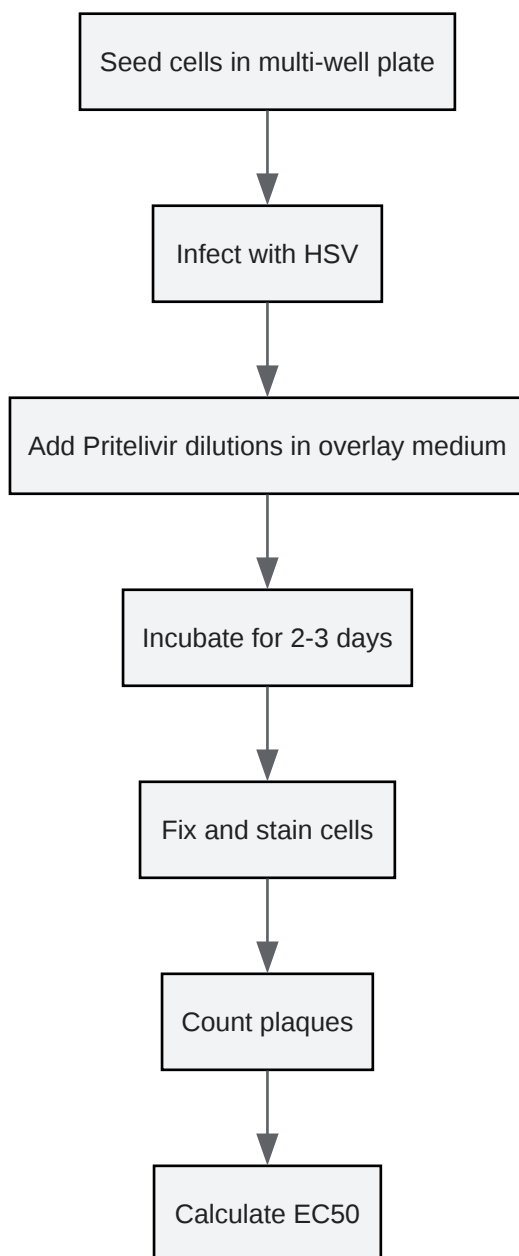 Seed cells in multi-well plate
Infect with HSV
Add Pritelivir dilutions in overlay medium
Incubate for 2-3 days
Fix and stain cells
Count plaques
Calculate EC50